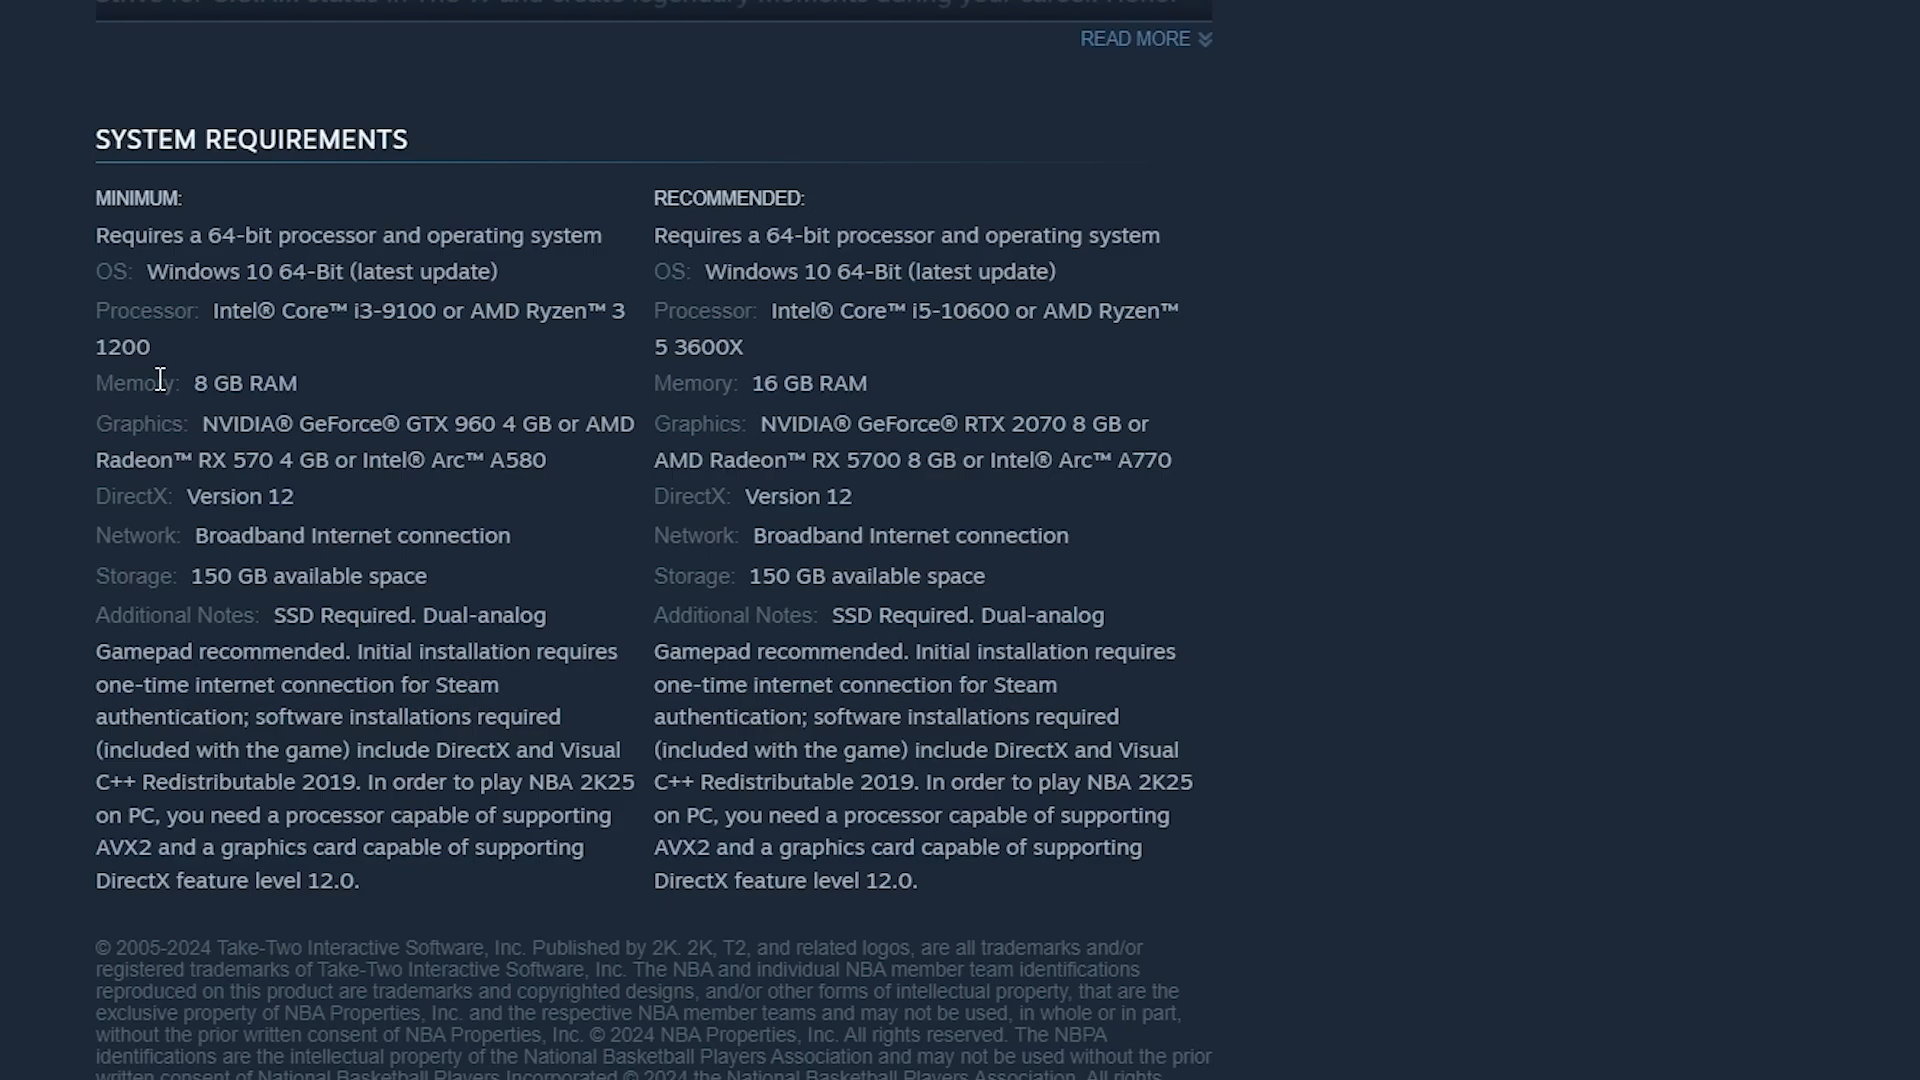 READ MORE
SYSTEM REQUIREMENTS
MINIMUM:
Requires a 64-bit processor and operating system
OS: Windows 10 64-Bit (latest update)
Processor: Intel® Core™ i3-9100 or AMD Ryzen™ 3
1200
Memory: 8 GB RAM
Graphics: NVIDIA® GeForce® GTX 960 4 GB or AMD
Radeon™ RX 570 4 GB or Intel® Arc™ A580
DirectX: Version 12
Network: Broadband Internet connection
Storage: 150 GB available space
Additional Notes: SSD Required. Dual-analog
Gamepad recommended. Initial installation requires
one-time internet connection for Steam
authentication; software installations required
(included with the game) include DirectX and Visual
C++ Redistributable 2019. In order to play NBA 2K25
on PC, you need a processor capable of supporting
AVX2 and a graphics card capable of supporting
DirectX feature level 12.0.
RECOMMENDED:
Requires a 64-bit processor and operating system
OS: Windows 10 64-Bit (latest update)
Processor: Intel® Core™ i5-10600 or AMD Ryzen™
5 3600X
Memory: 16 GB RAM
Graphics: NVIDIA® GeForce® RTX 2070 8 GB or
AMD Radeon™ RX 5700 8 GB or Intel® Arc™ A770
DirectX: Version 12
Network: Broadband Internet connection
Storage: 150 GB available space
Additional Notes: SSD Required. Dual-analog
Gamepad recommended. Initial installation requires
one-time internet connection for Steam
authentication; software installations required
(included with the game) include DirectX and Visual
C++ Redistributable 2019. In order to play NBA 2K25
on PC, you need a processor capable of supporting
AVX2 and a graphics card capable of supporting
DirectX feature level 12.0.
© 2005-2024 Take-Two Interactive Software, Inc. Published by 2K. 2K, T2, and related logos, are all trademarks and/or
registered trademarks of Take-Two Interactive Software, Inc. The NBA and individual NBA member team identifications
reproduced on this product are trademarks and copyrighted designs, and/or other forms of intellectual property, that are the
exclusive property of NBA Properties, Inc. and the respective NBA member teams and may not be used, in whole or in part,
without the prior written consent of NBA Properties, Inc. © 2024 NBA Properties, Inc. All rights reserved. The NBPA
identifications are the intellectual property of the National Basketball Players Association and may not be used without the prior
written consent of National Basketball Players Incorporated © 2024 the National Basketball Players Association. All rights